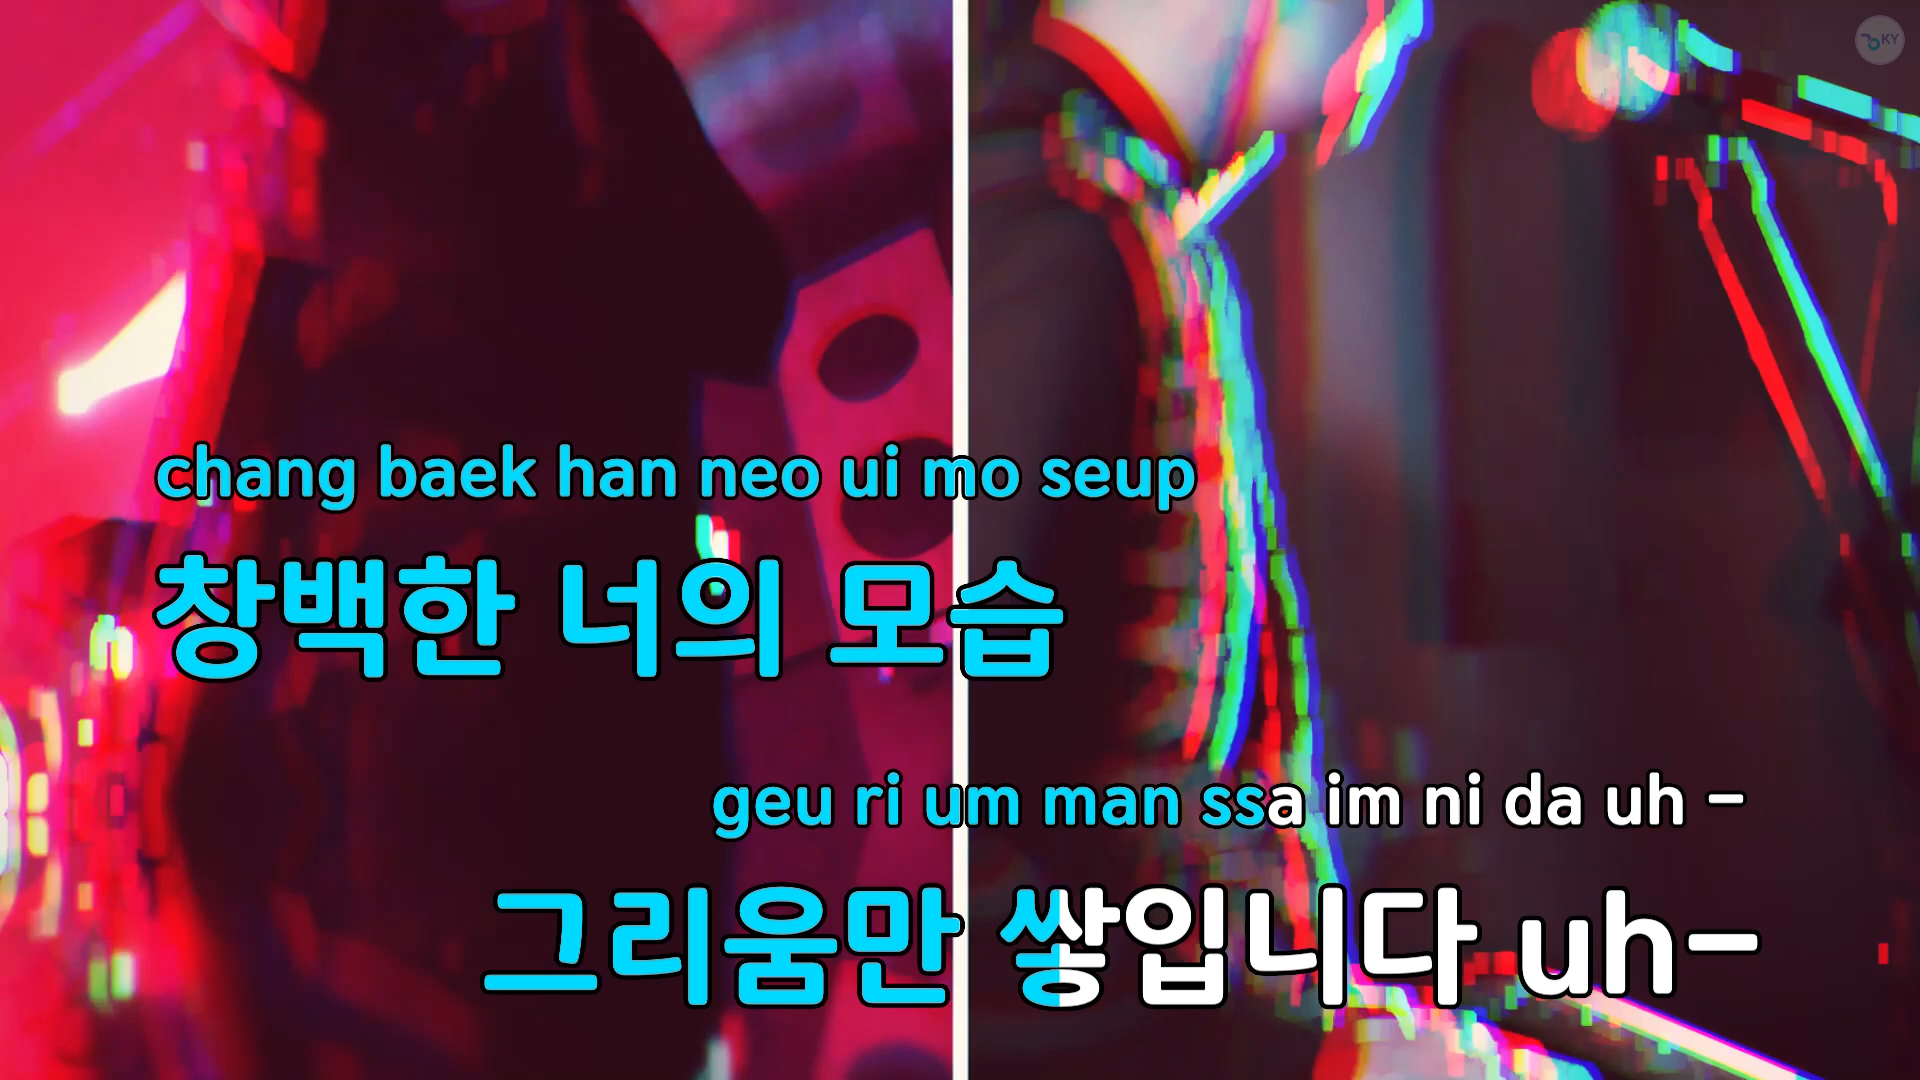 KY
chang baek han neo ui mo seup
창백한 너의 모습
geu ri um man ssa im ni da uh –
그리움만 쌓입니다 uh–